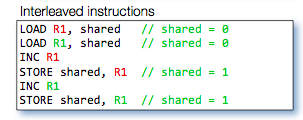 Interleaved instructions
LOAD R1, shared // shared = 0
LOAD R1, shared // shared = 0
INC R1
STORE shared, R1 // shared = 1
INC R1
STORE shared, R1 // shared = 1